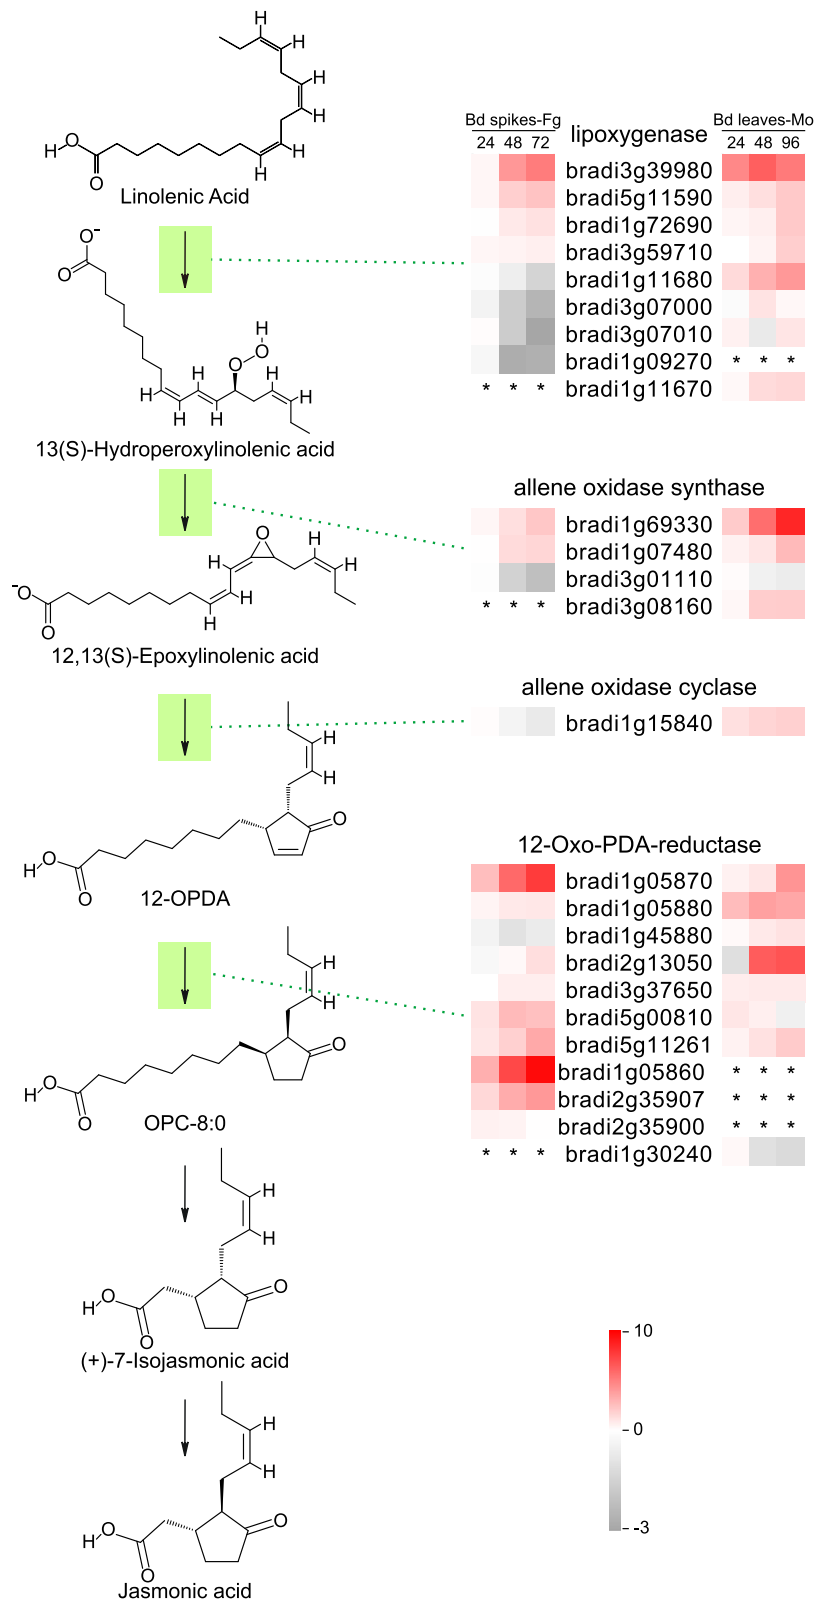 H
H
H
H
H
H
H O
O
Linolenic Acid
Bd spikes-Fg
24 48 72
lipoxygenase
Bd leaves-Mo
24 48 96
bradi3g39980
bradi5g11590
bradi1g72690
bradi3g59710
bradi1g11680
bradi3g07000
bradi3g07010
* * *
bradi1g09270
* * *
bradi1g11670
O-
O
H
O
O
H
H
H
H
H
H
13(S)-Hydroperoxylinolenic acid
allene oxidase synthase
bradi1g69330
bradi1g07480
bradi3g01110
* * * bradi3g08160
O
H
H
H
H
H
-O
O
12,13(S)-Epoxylinolenic acid
allene oxidase cyclase
bradi1g15840
H
H
O
H O
O
12-OPDA
12-Oxo-PDA-reductase
bradi1g05870
bradi1g05880
bradi1g45880
bradi2g13050
bradi3g37650
bradi5g00810
bradi5g11261
bradi1g05860 * * *
bradi2g35907 * * *
bradi2g35900 * * *
* * * bradi1g30240
H
H
O
H O
O
OPC-8:0
H
H
O
H O
O
(+)-7-Isojasmonic acid
10
0
-3
H
H
O
H O
O
Jasmonic acid